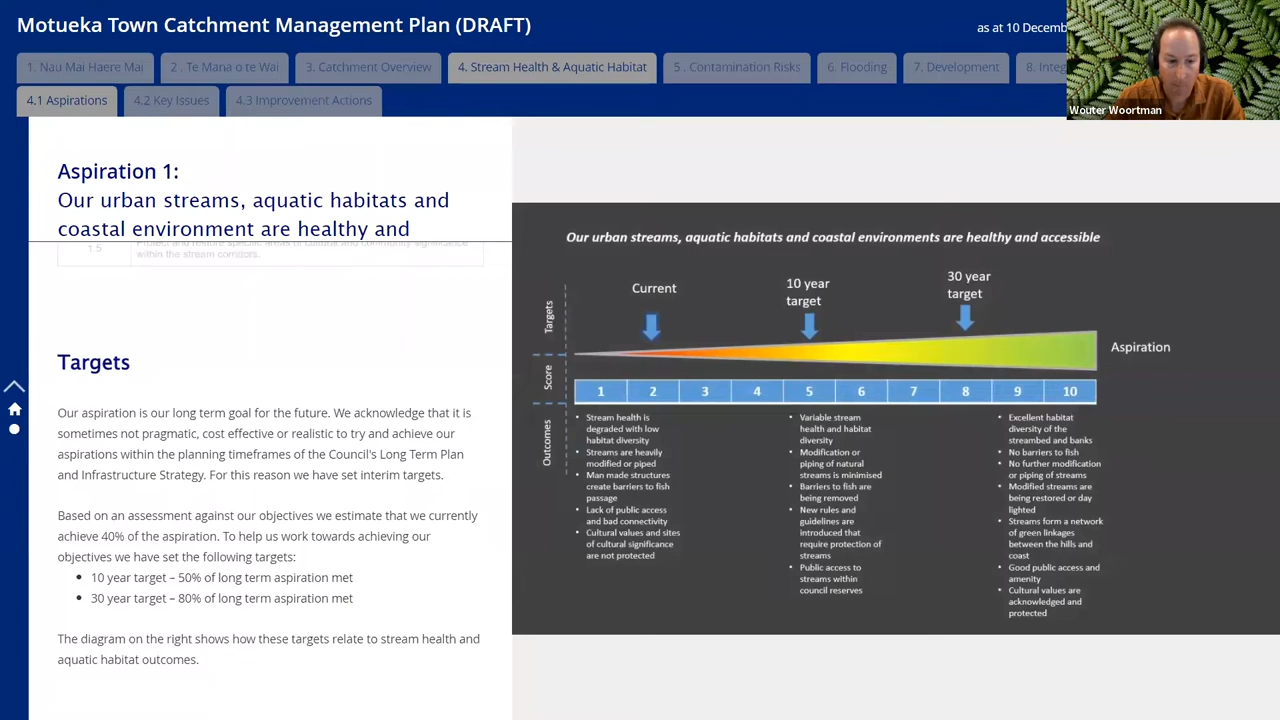 Motueka Town Catchment Management Plan (DRAFT)
as at 10 Decemb
1. Nau Mai Haere Mai
2 . Te Mana o te Wai
3. Catchment Overview
4. Stream Health & Aquatic Habitat
5 . Contamination Risks
6. Flooding
7. Development
8. Integ
4.1 Aspirations
4.2 Key Issues
4.3 Improvement Actions
Wouter Woortman
Aspiration 1:
Our urban streams, aquatic habitats and
coastal environment are healthy and
1.5
Protect and restore specific areas of cultural and community significance
within the stream corridors.
Targets
Our aspiration is our long term goal for the future. We acknowledge that it is
sometimes not pragmatic, cost effective or realistic to try and achieve our
aspirations within the planning timeframes of the Council's Long Term Plan
and Infrastructure Strategy. For this reason we have set interim targets.
Based on an assessment against our objectives we estimate that we currently
achieve 40% of the aspiration. To help us work towards achieving our
objectives we have set the following targets:
• 10 year target – 50% of long term aspiration met
• 30 year target – 80% of long term aspiration met
The diagram on the right shows how these targets relate to stream health and
aquatic habitat outcomes.
Our urban streams, aquatic habitats and coastal environments are healthy and accessible
Targets
Current
10 year
target
30 year
target
Aspiration
Score
1 2 3 4 5 6 7 8 9 10
Outcomes
• Stream health is
degraded with low
habitat diversity
• Streams are heavily
modified or piped
• Man made structures
create barriers to fish
passage
• Lack of public access
and bad connectivity
• Cultural values and sites
of cultural significance
are not protected
• Variable stream
health and habitat
diversity
• Modification or
piping of natural
streams is minimised
• Barriers to fish are
being removed
• New rules and
guidelines are
introduced that
require protection of
streams
• Public access to
streams within
council reserves
• Excellent habitat
diversity of the
streambed and banks
• No barriers to fish
• No further modification
or piping of streams
• Modified streams are
being restored or day
lighted
• Streams form a network
of green linkages
between the hills and
coast
• Good public access and
amenity
• Cultural values are
acknowledged and
protected